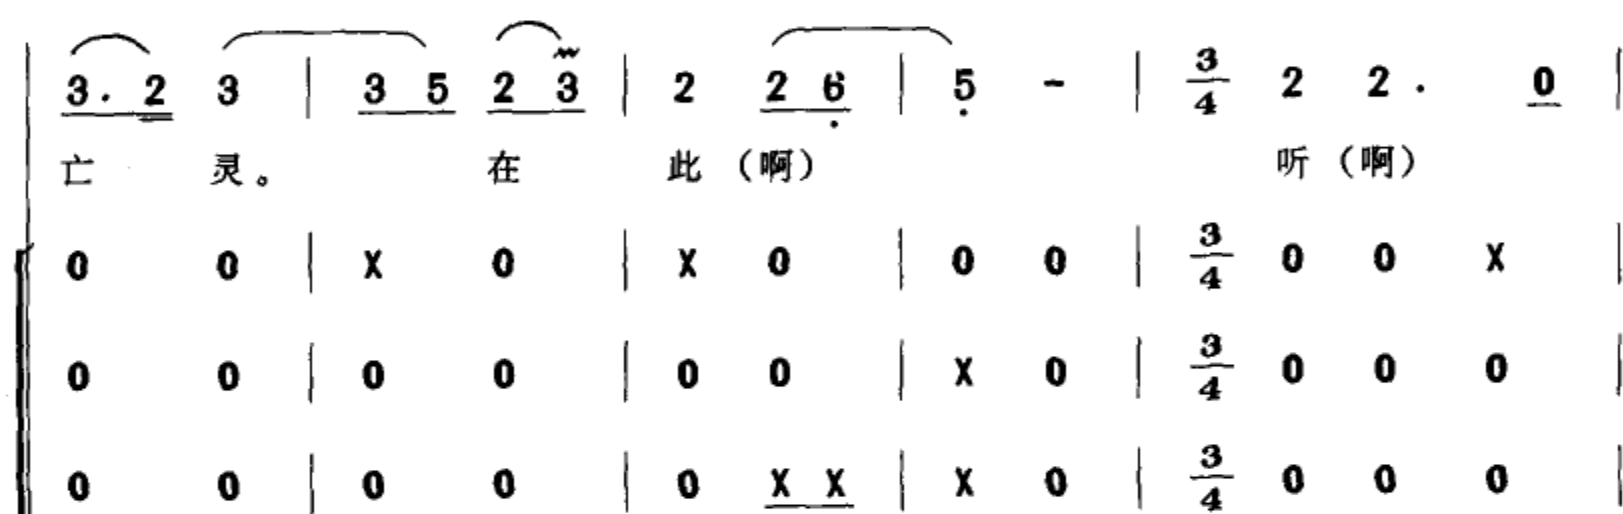 3. 2 3 | 3 5 2 3 | 2 2 6 | 5 - | 3/4 2 2. 0 |
亡 灵。 在 此（啊） 听（啊）
0 0 | X 0 | X 0 | 0 0 | 3/4 0 0 X |
0 0 | 0 0 | 0 0 | X 0 | 3/4 0 0 0 |
0 0 | 0 0 | 0 X X | X 0 | 3/4 0 0 0 |